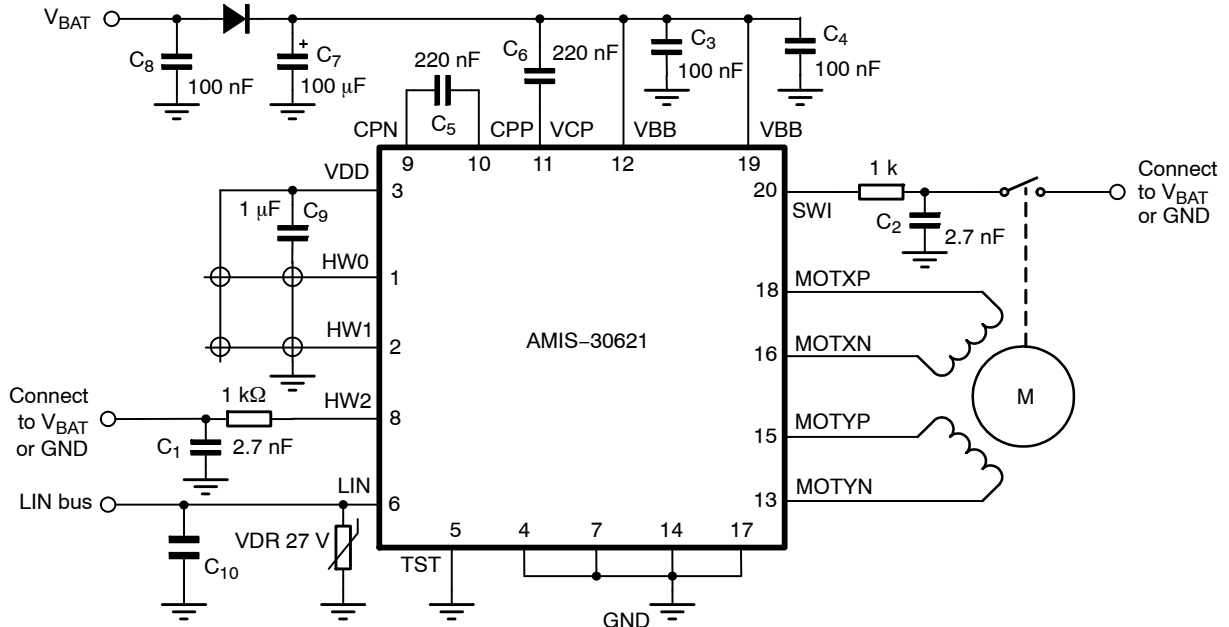 V_BAT
C8
100 nF
+
C7
100 µF
220 nF
C5
C6
220 nF
C3
100 nF
C4
100 nF
CPN
CPP
VCP
VBB
VBB
9
10
11
12
19
VDD
3
1 µF
C9
HW0
1
HW1
2
Connect
to V_BAT
or GND
1 kΩ
HW2
8
C1
2.7 nF
LIN bus
LIN
6
C10
VDR 27 V
AMIS−30621
20
SWI
1 k
C2
2.7 nF
Connect
to V_BAT
or GND
18
MOTXP
16
MOTXN
M
15
MOTYP
13
MOTYN
5
4
7
14
17
TST
GND